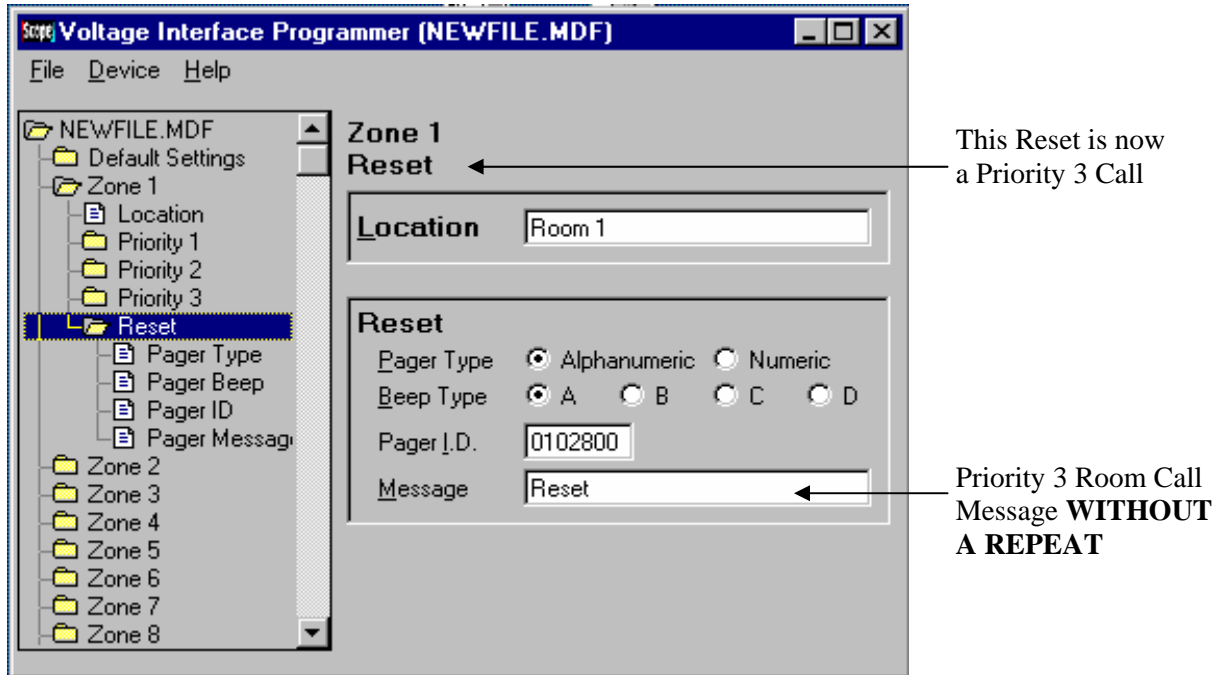 Scope Voltage Interface Programmer (NEWFILE.MDF)
File Device Help
NEWFILE.MDF
Default Settings
Zone 1
Location
Priority 1
Priority 2
Priority 3
Reset
Pager Type
Pager Beep
Pager ID
Pager Messag
Zone 2
Zone 3
Zone 4
Zone 5
Zone 6
Zone 7
Zone 8
Zone 1
Reset
Location Room 1
Reset
Pager Type Alphanumeric Numeric
Beep Type A B C D
Pager I.D. 0102800
Message Reset
This Reset is now
a Priority 3 Call
Priority 3 Room Call
Message WITHOUT
A REPEAT